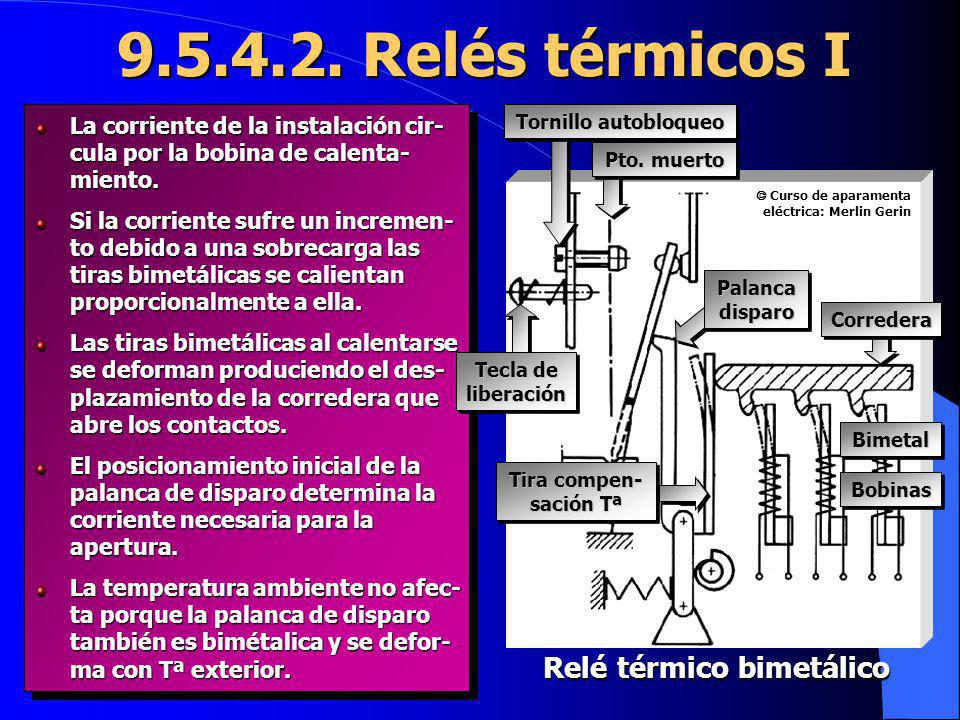 9.5.4.2. Relés térmicos I
La corriente de la instalación cir-
cula por la bobina de calenta-
miento.
Si la corriente sufre un incremen-
to debido a una sobrecarga las
tiras bimetálicas se calientan
proporcionalmente a ella.
Las tiras bimetálicas al calentarse
se deforman produciendo el des-
plazamiento de la corredera que
abre los contactos.
El posicionamiento inicial de la
palanca de disparo determina la
corriente necesaria para la
apertura.
La temperatura ambiente no afec-
ta porque la palanca de disparo
también es bimétalica y se defor-
ma con Tª exterior.
Tornillo autobloqueo
Pto. muerto
Curso de aparamenta
eléctrica: Merlin Gerin
Palanca
disparo
Corredera
Tecla de
liberación
Bimetal
Tira compen-
sación Tª
Bobinas
Relé térmico bimetálico